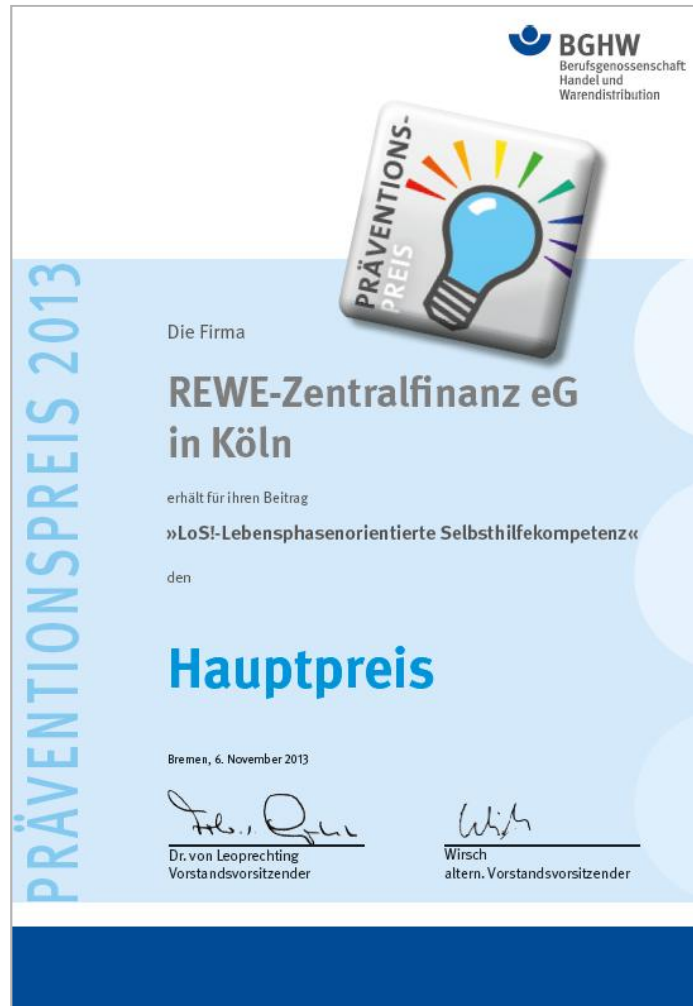 BGHW
Berufsgenossenschaft
Handel und
Warendistribution
PRÄVENTIONS-
PREIS
PRÄVENTIONSPREIS 2013
Die Firma
REWE-Zentralfinanz eG
in Köln
erhält für ihren Beitrag
»LoS!-Lebensphasenorientierte Selbsthilfekompetenz«
den
Hauptpreis
Bremen, 6. November 2013
Dr. von Leoprechting
Vorstandsvorsitzender
Wirsch
altern. Vorstandsvorsitzender